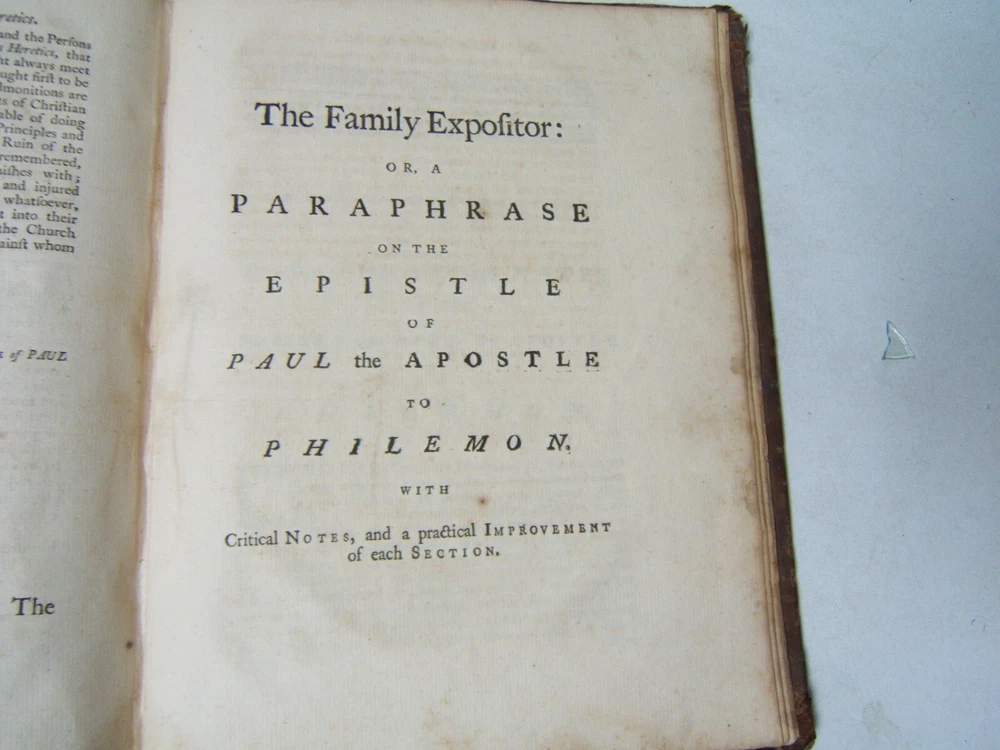 retics.
and the Perſons
s Heretics, that
nt always meet
ught firſt to be
dmonitions are
ts of Chriſtian
able of doing
Principles and
Ruin of the
remembered,
niſhes with;
and injured
whatſoever,
t into their
the Church
ainſt whom
of PAUL
The
The Family Expoſitor:
OR, A
PARAPHRASE
ON THE
EPISTLE
OF
PAUL the APOSTLE
TO
PHILEMON,
WITH
Critical NOTES, and a practical IMPROVEMENT
of each SECTION.